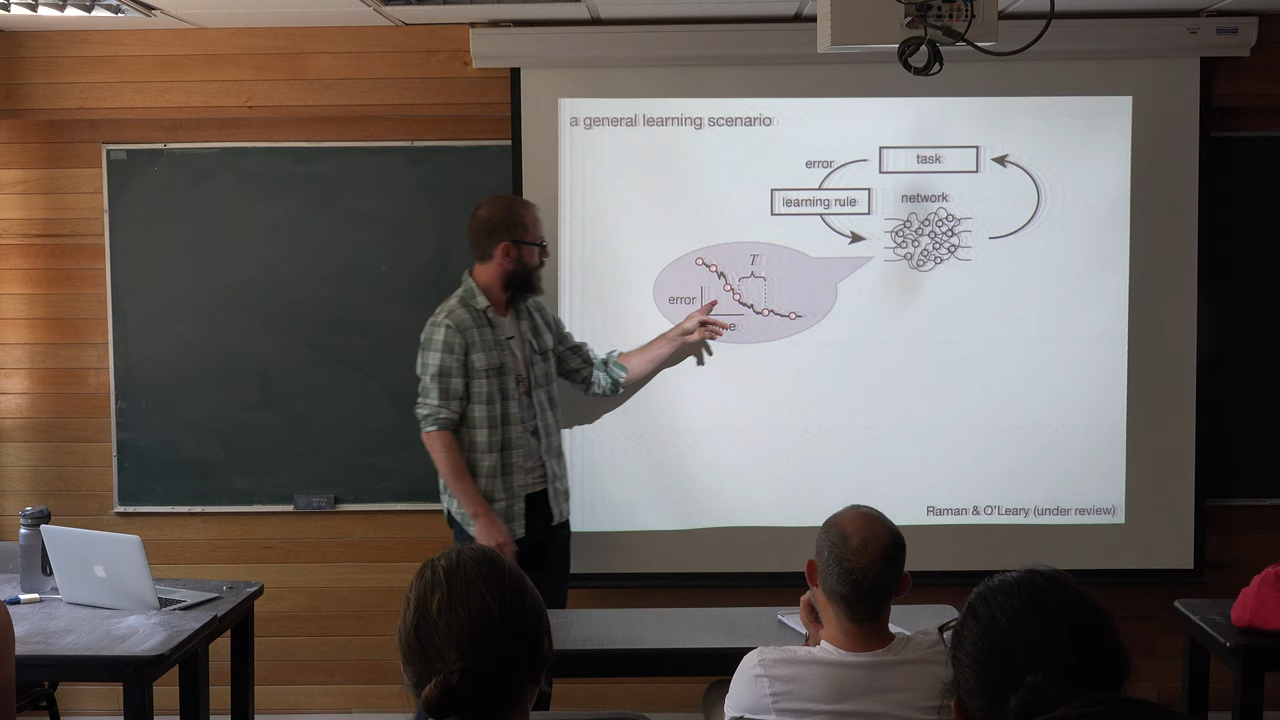 a general learning scenario
error
task
learning rule
network
T
error
Raman & O'Leary (under review)